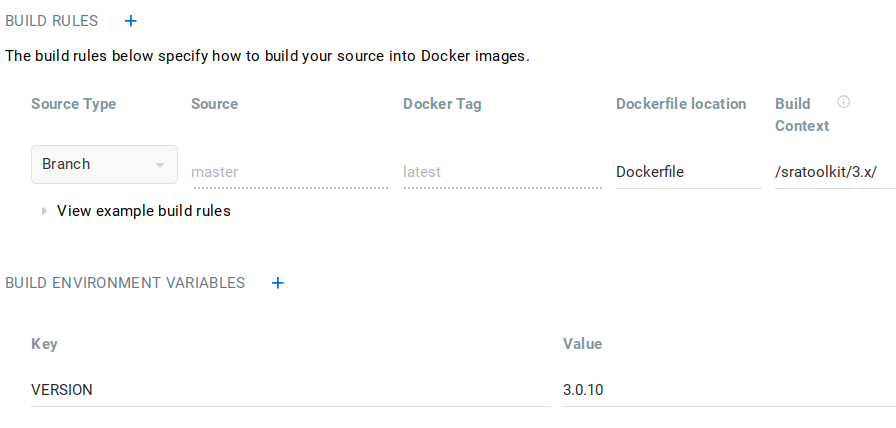 BUILD RULES +
The build rules below specify how to build your source into Docker images.
Source Type Source Docker Tag Dockerfile location Build Context
Branch master latest Dockerfile /sratoolkit/3.x/
View example build rules
BUILD ENVIRONMENT VARIABLES +
Key Value
VERSION 3.0.10